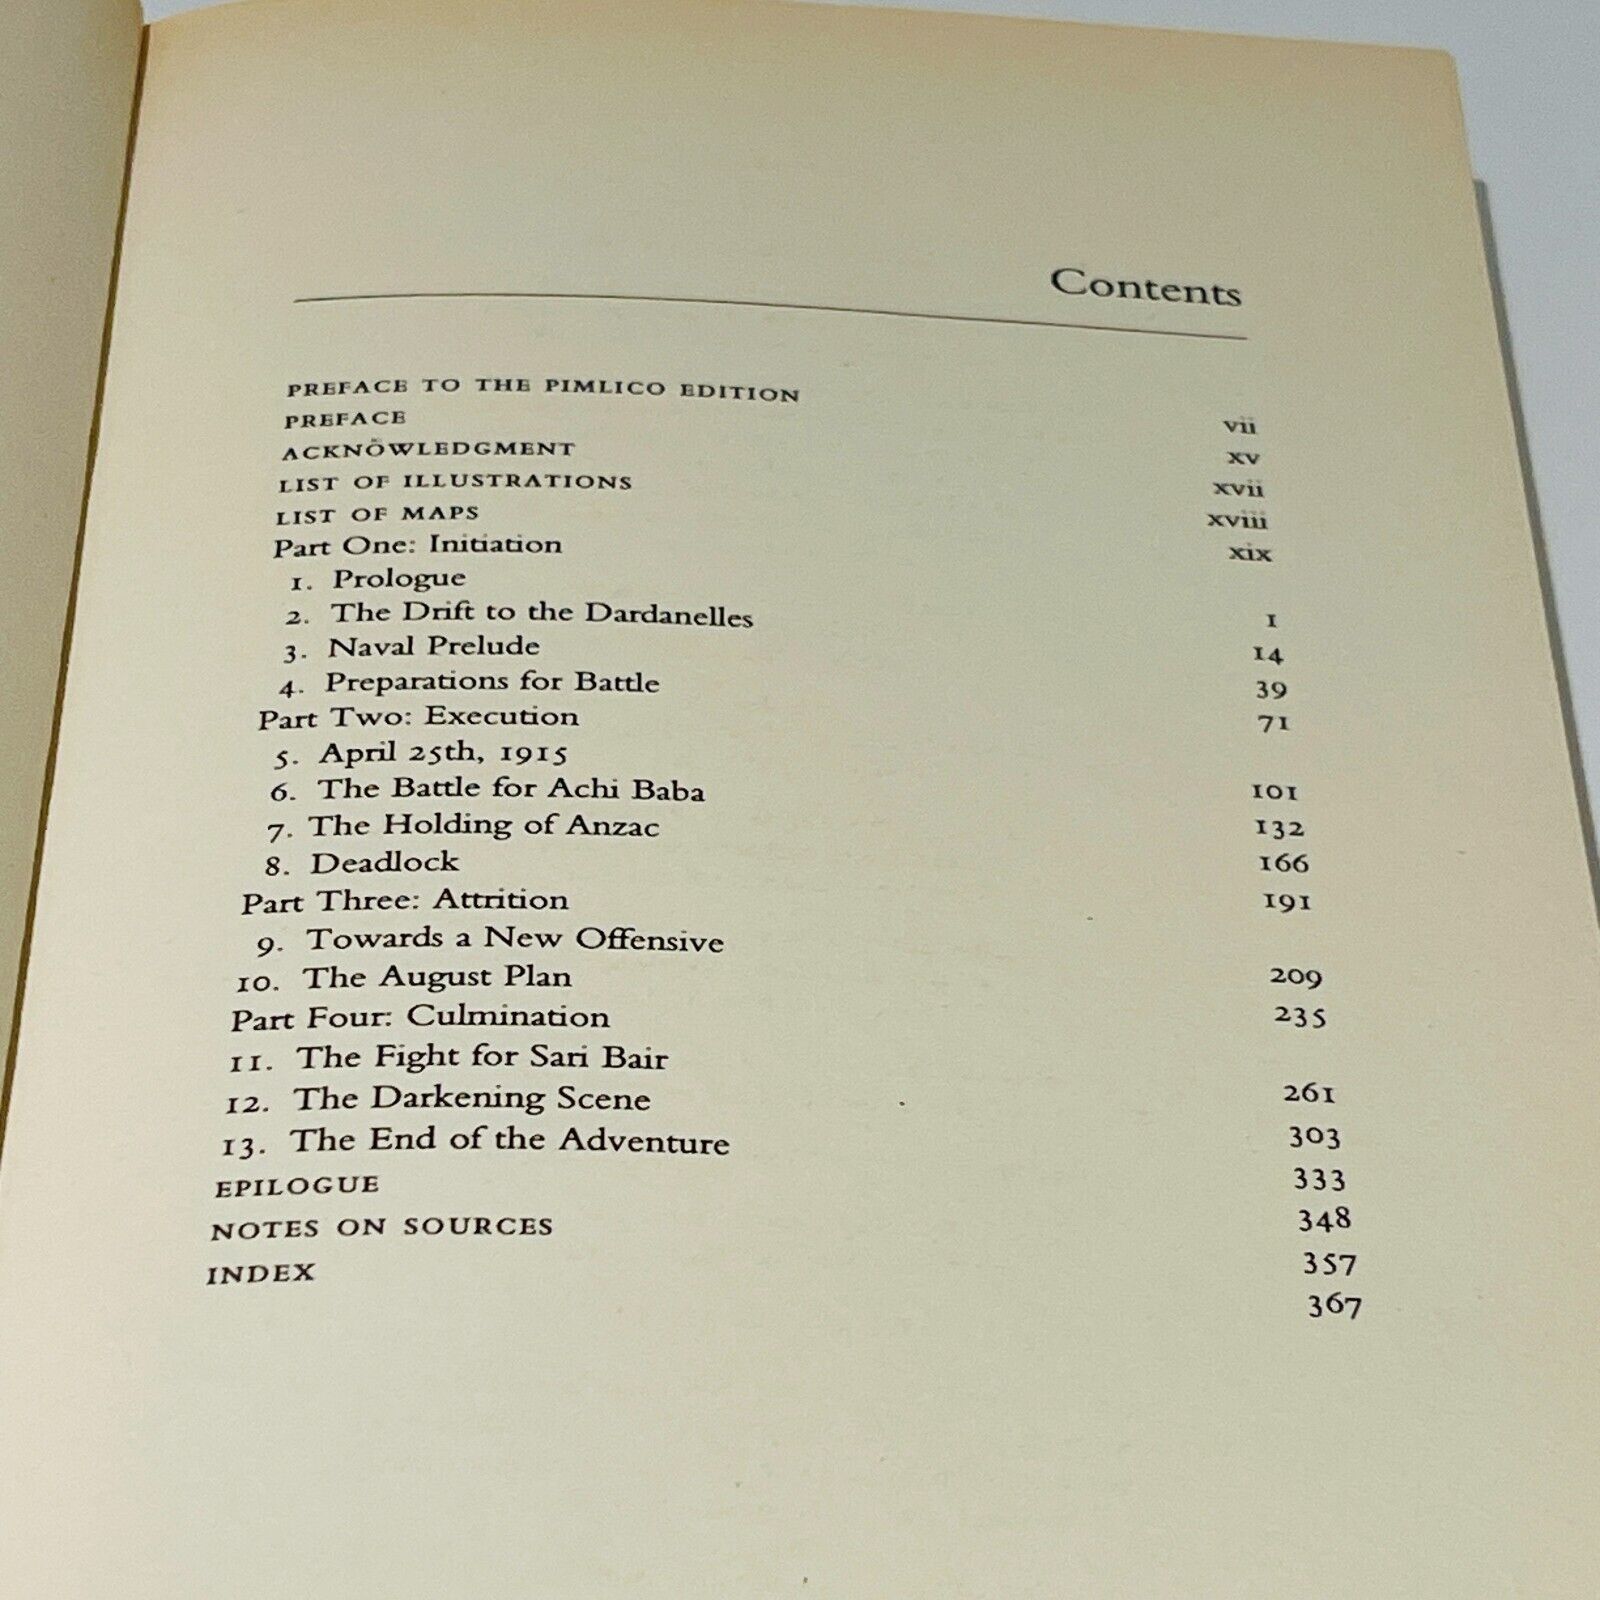 Contents
PREFACE TO THE PIMLICO EDITION vii
PREFACE xv
ACKNOWLEDGMENT xvii
LIST OF ILLUSTRATIONS xviii
LIST OF MAPS xix
Part One: Initiation
1. Prologue 1
2. The Drift to the Dardanelles 14
3. Naval Prelude 39
4. Preparations for Battle 71
Part Two: Execution
5. April 25th, 1915 101
6. The Battle for Achi Baba 132
7. The Holding of Anzac 166
8. Deadlock 191
Part Three: Attrition
9. Towards a New Offensive 209
10. The August Plan 235
Part Four: Culmination
11. The Fight for Sari Bair 261
12. The Darkening Scene 303
13. The End of the Adventure 333
EPILOGUE 348
NOTES ON SOURCES 357
INDEX 367